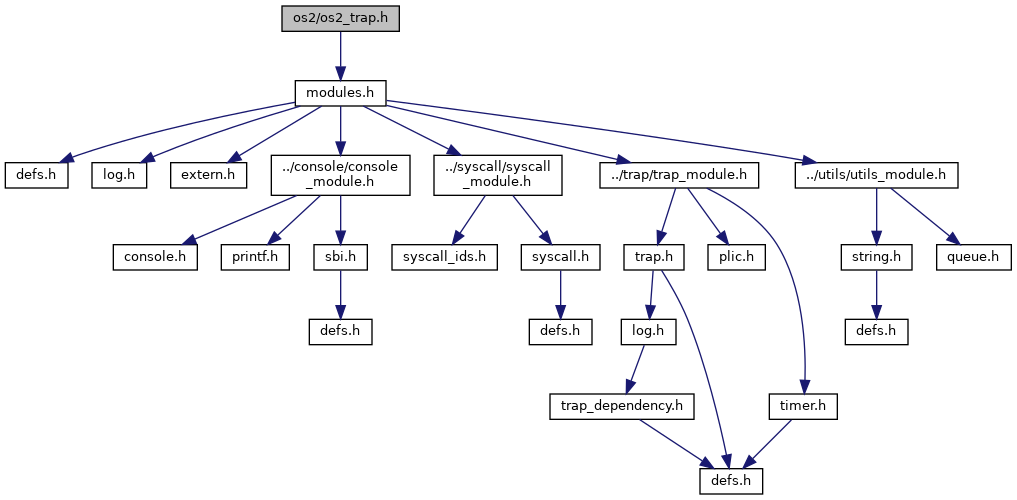 os2/os2_trap.h
modules.h
defs.h
log.h
extern.h
../console/console
_module.h
../syscall/syscall
_module.h
../trap/trap_module.h
../utils/utils_module.h
console.h
printf.h
sbi.h
syscall_ids.h
syscall.h
trap.h
plic.h
string.h
queue.h
defs.h
defs.h
log.h
defs.h
trap_dependency.h
timer.h
defs.h